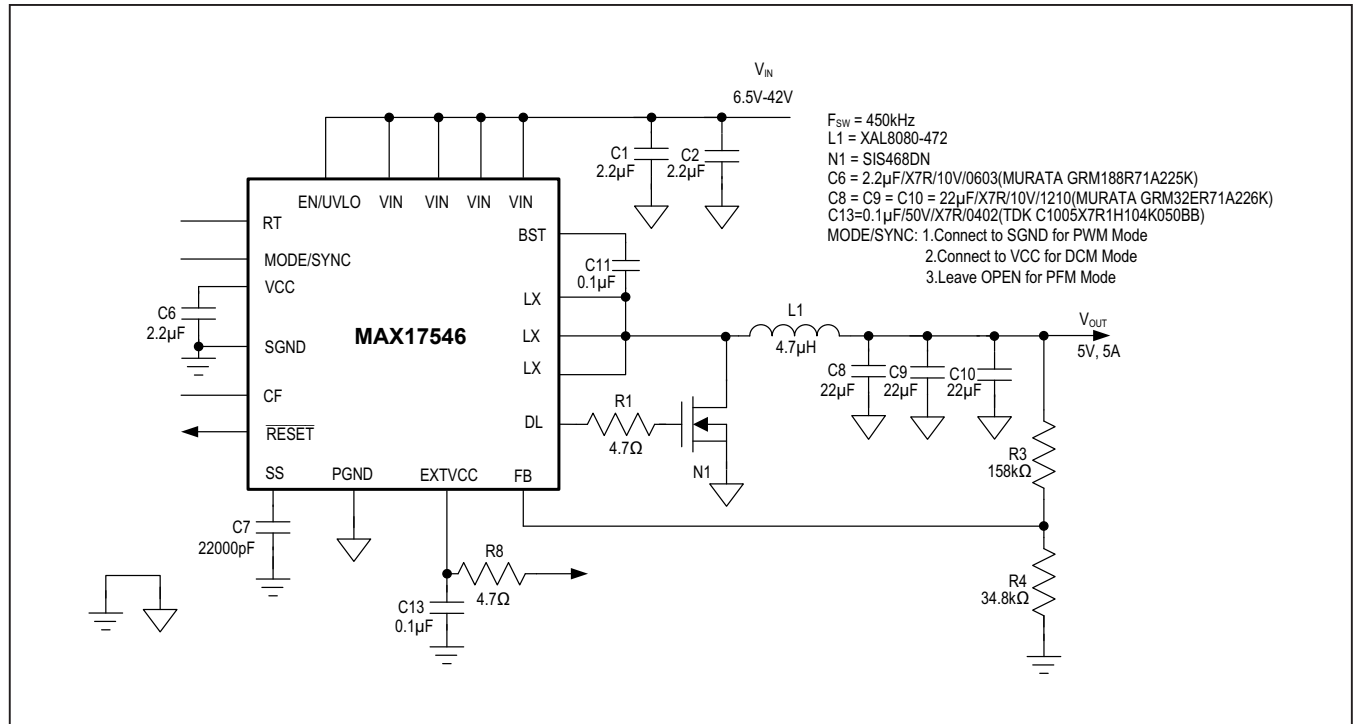 VIN
6.5V-42V
FSW = 450kHz
L1 = XAL8080-472
N1 = SIS468DN
C6 = 2.2µF/X7R/10V/0603(MURATA GRM188R71A225K)
C8 = C9 = C10 = 22µF/X7R/10V/1210(MURATA GRM32ER71A226K)
C13=0.1µF/50V/X7R/0402(TDK C1005X7R1H104K050BB)
MODE/SYNC: 1.Connect to SGND for PWM Mode
2.Connect to VCC for DCM Mode
3.Leave OPEN for PFM Mode
C1
2.2µF
C2
2.2µF
EN/UVLO
VIN
VIN
VIN
VIN
RT
MODE/SYNC
VCC
SGND
CF
RESET
C6
2.2µF
MAX17546
BST
LX
LX
LX
DL
C11
0.1µF
L1
4.7µH
VOUT
5V, 5A
C8
22µF
C9
22µF
C10
22µF
R1
4.7Ω
N1
R3
158kΩ
SS
PGND
EXTVCC
FB
C7
22000pF
R8
4.7Ω
C13
0.1µF
R4
34.8kΩ